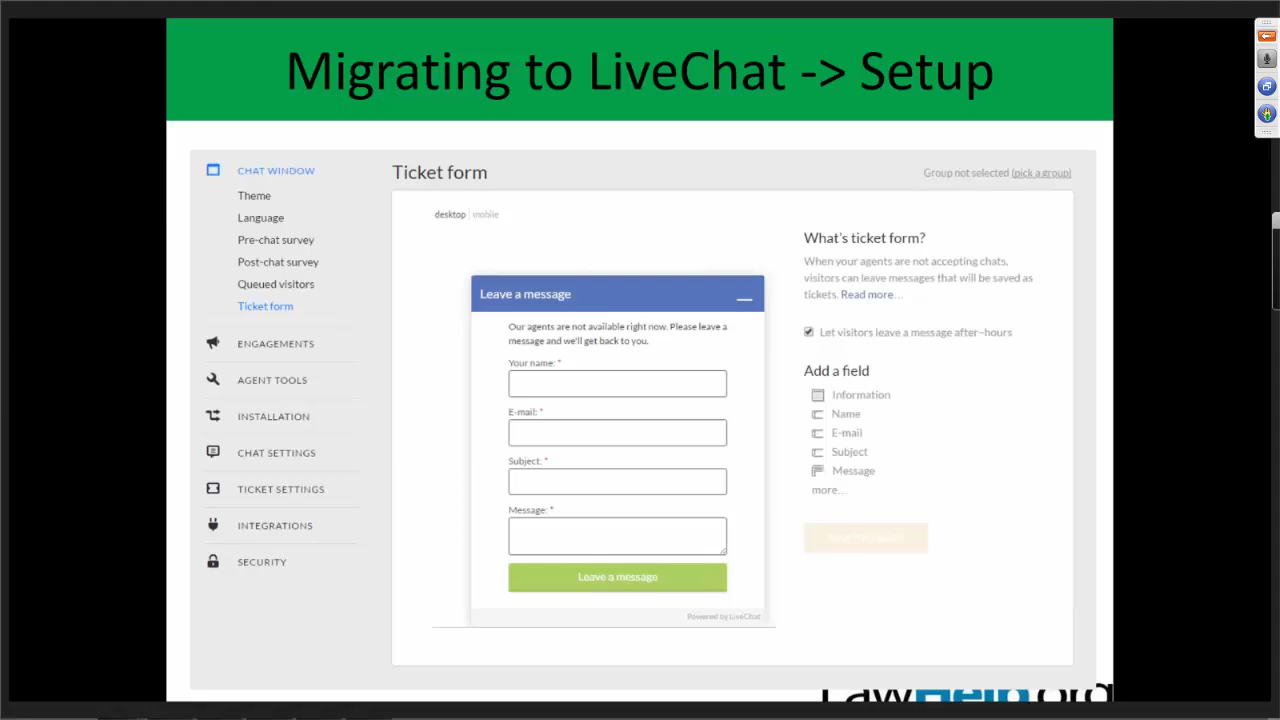 Migrating to LiveChat -> Setup
CHAT WINDOW
Theme
Language
Pre-chat survey
Post-chat survey
Queued visitors
Ticket form
ENGAGEMENTS
AGENT TOOLS
INSTALLATION
CHAT SETTINGS
TICKET SETTINGS
INTEGRATIONS
SECURITY
Ticket form
Group not selected (pick a group)
desktop | mobile
Leave a message
Our agents are not available right now. Please leave a
message and we'll get back to you.
Your name: *
E-mail: *
Subject: *
Message: *
Leave a message
Powered by LiveChat
What's ticket form?
When your agents are not accepting chats,
visitors can leave messages that will be saved as
tickets. Read more...
Let visitors leave a message after-hours
Add a field
Information
Name
E-mail
Subject
Message
more...
LawHelp.org